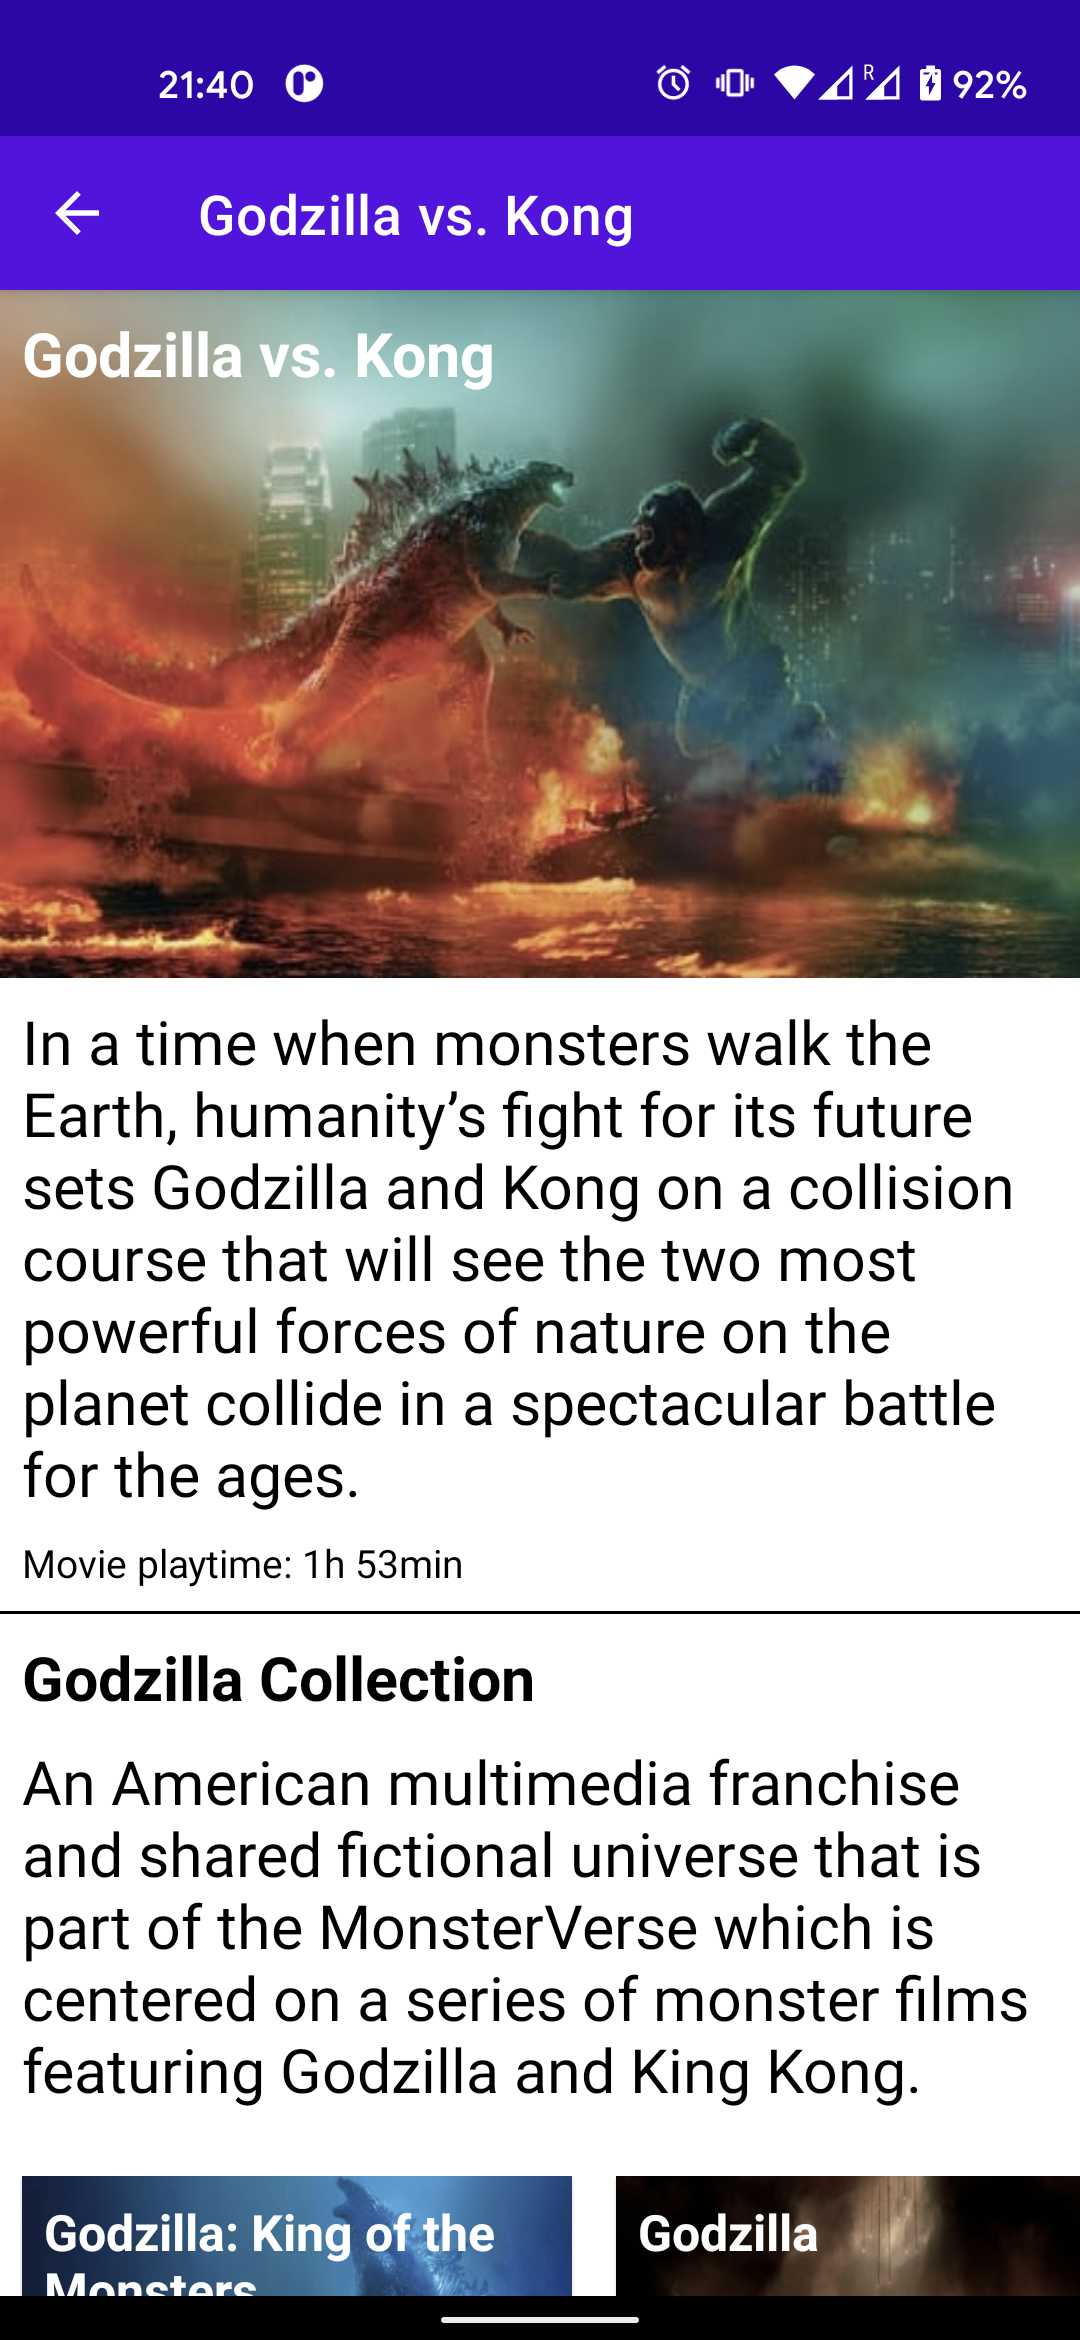 21:40
R
92%
Godzilla vs. Kong
Godzilla vs. Kong
In a time when monsters walk the
Earth, humanity’s fight for its future
sets Godzilla and Kong on a collision
course that will see the two most
powerful forces of nature on the
planet collide in a spectacular battle
for the ages.
Movie playtime: 1h 53min
Godzilla Collection
An American multimedia franchise
and shared fictional universe that is
part of the MonsterVerse which is
centered on a series of monster films
featuring Godzilla and King Kong.
Godzilla: King of the
Monsters
Godzilla